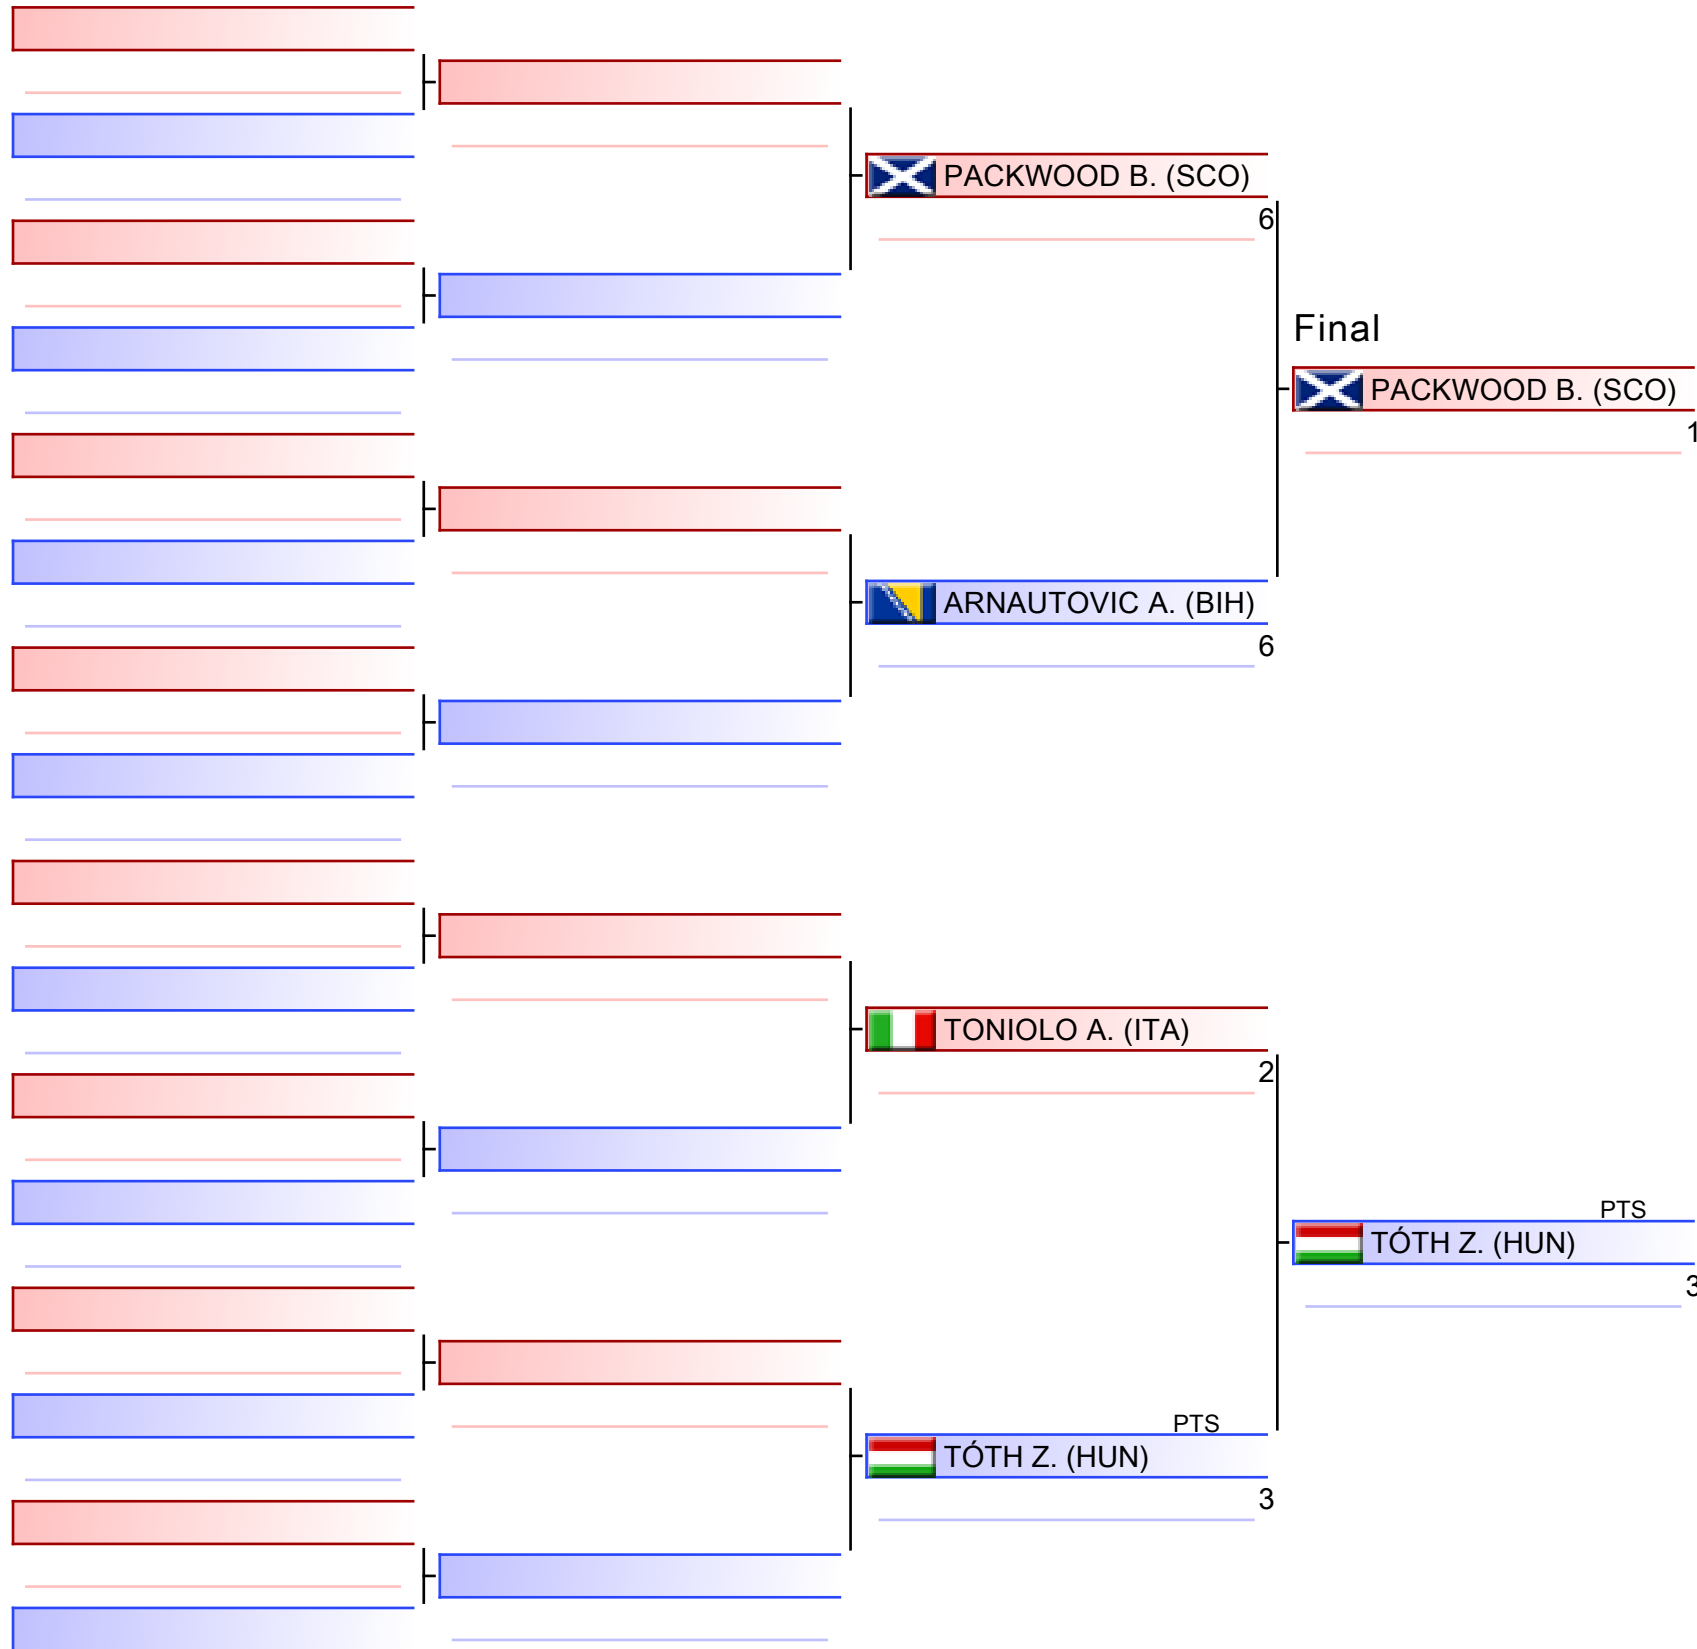 PACKWOOD B. (SCO)
6
Final
PACKWOOD B. (SCO)
1
ARNAUTOVIC A. (BIH)
6
TONIOLO A. (ITA)
2
PTS
TÓTH Z. (HUN)
3
PTS
TÓTH Z. (HUN)
3